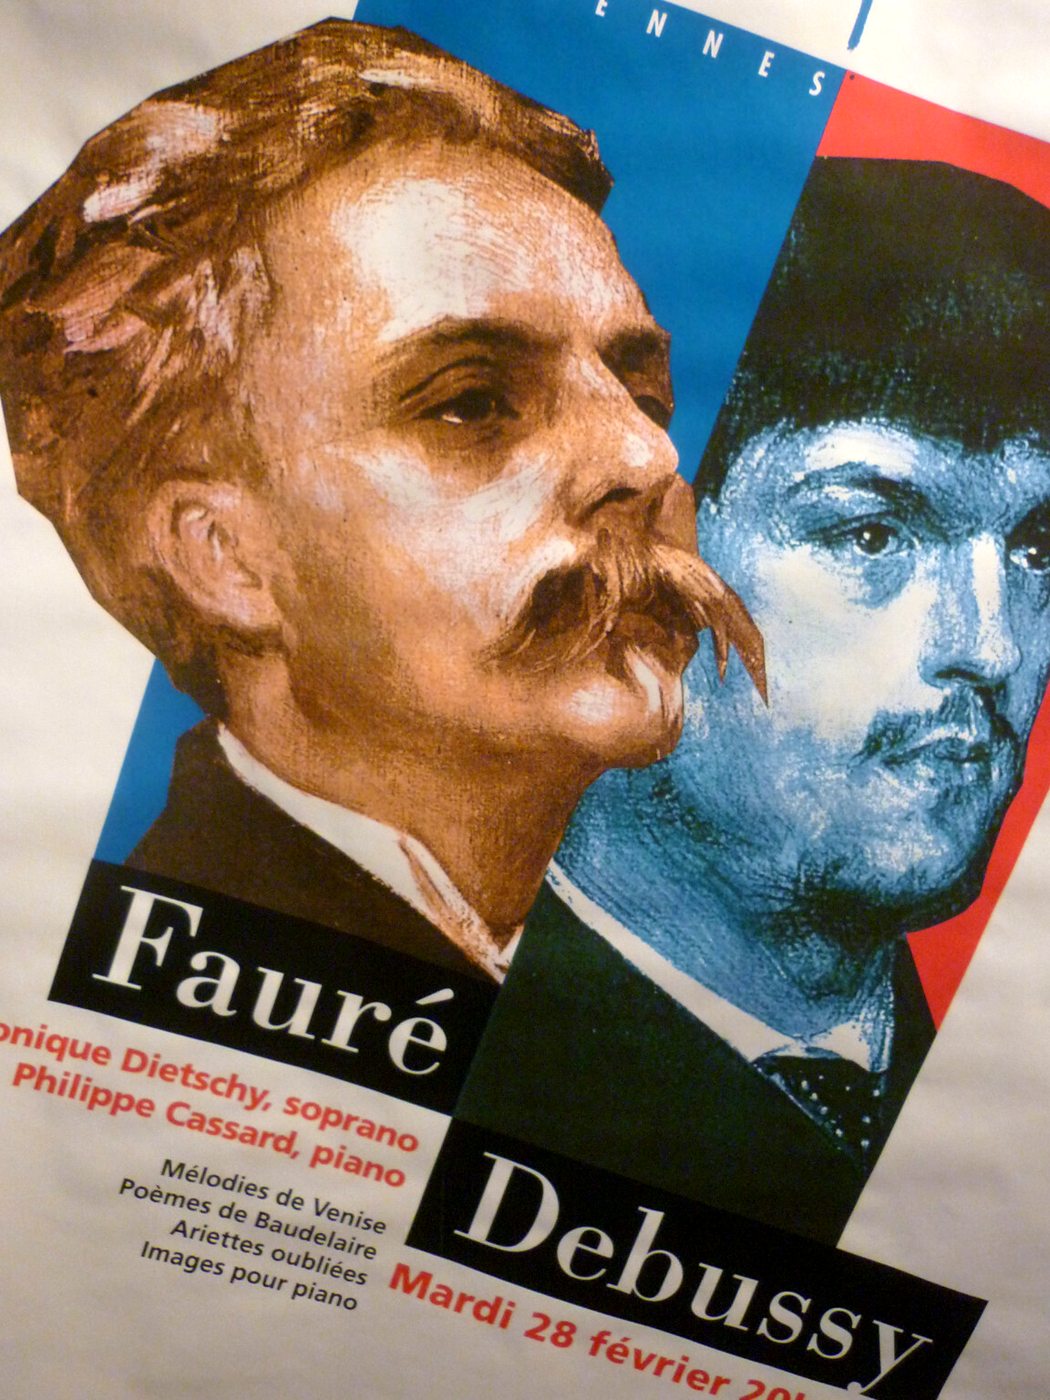 ENNES
Fauré
onique Dietschy, soprano
Philippe Cassard, piano
Mélodies de Venise
Poèmes de Baudelaire
Ariettes oubliées
Images pour piano
Debussy
Mardi 28 février 20h